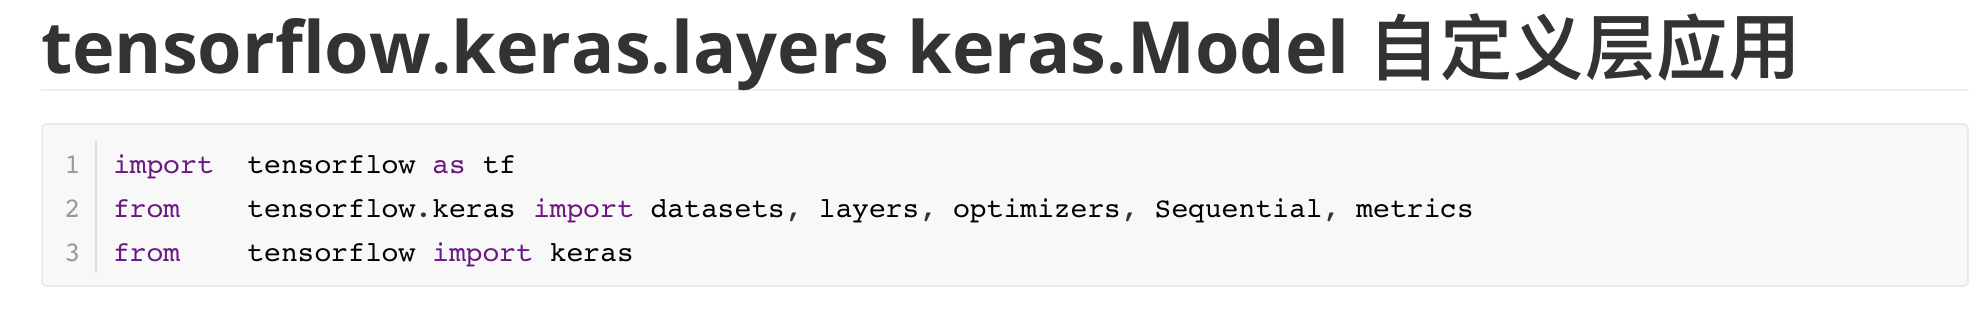 tensorflow.keras.layers keras.Model 自定义层应用
1 import  tensorflow as tf
2 from    tensorflow.keras import datasets, layers, optimizers, Sequential, metrics
3 from    tensorflow import keras